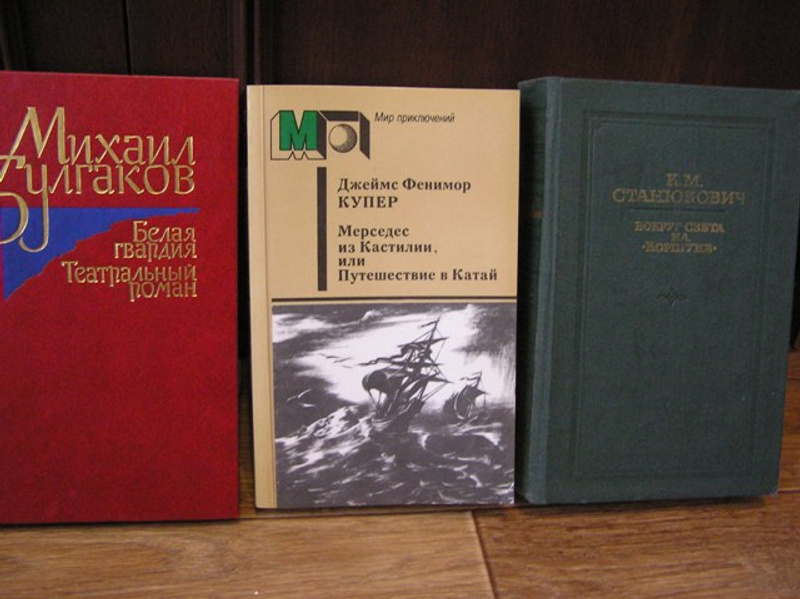 Михаил
Булгаков
Белая
гвардия
Театральный
роман
М
Мир приключений
Джеймс Фенимор
КУПЕР
Мерседес
из Кастилии,
или
Путешествие в Катай
К.М.
СТАНЮКОВИЧ
ВОКРУГ СВЕТА
НА
«КОРШУНЕ»